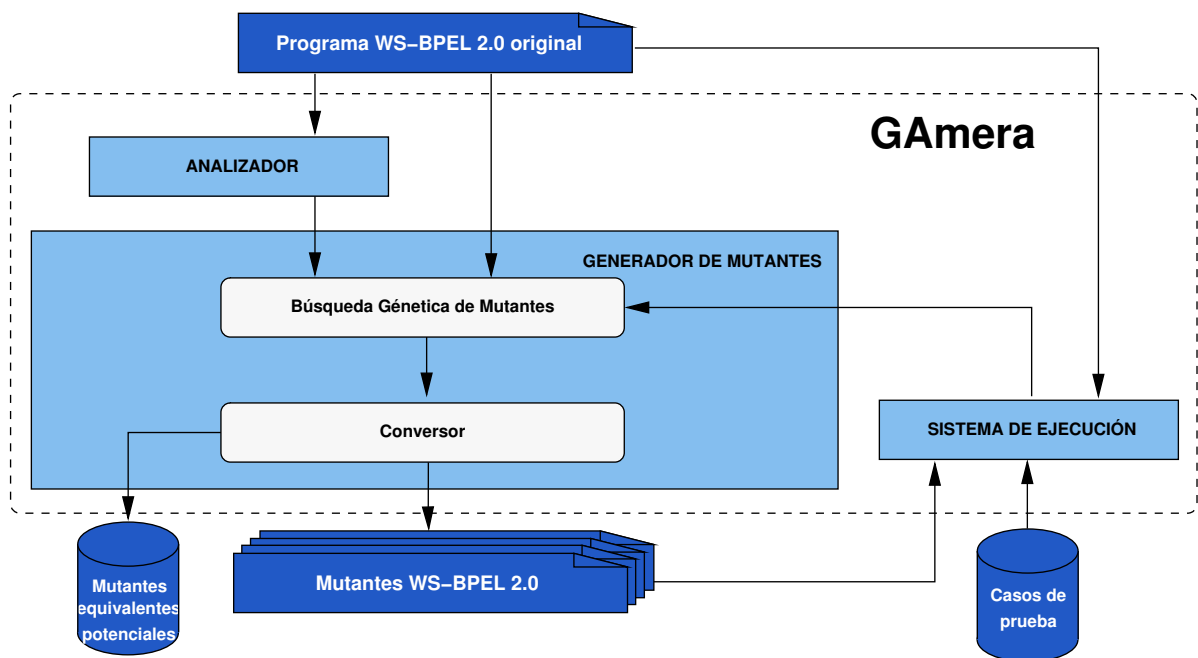 Programa WS–BPEL 2.0 original
GAmera
ANALIZADOR
GENERADOR DE MUTANTES
Búsqueda Génetica de Mutantes
Conversor
SISTEMA DE EJECUCIÓN
Mutantes
equivalentes
potenciales
Mutantes WS–BPEL 2.0
Casos de
prueba